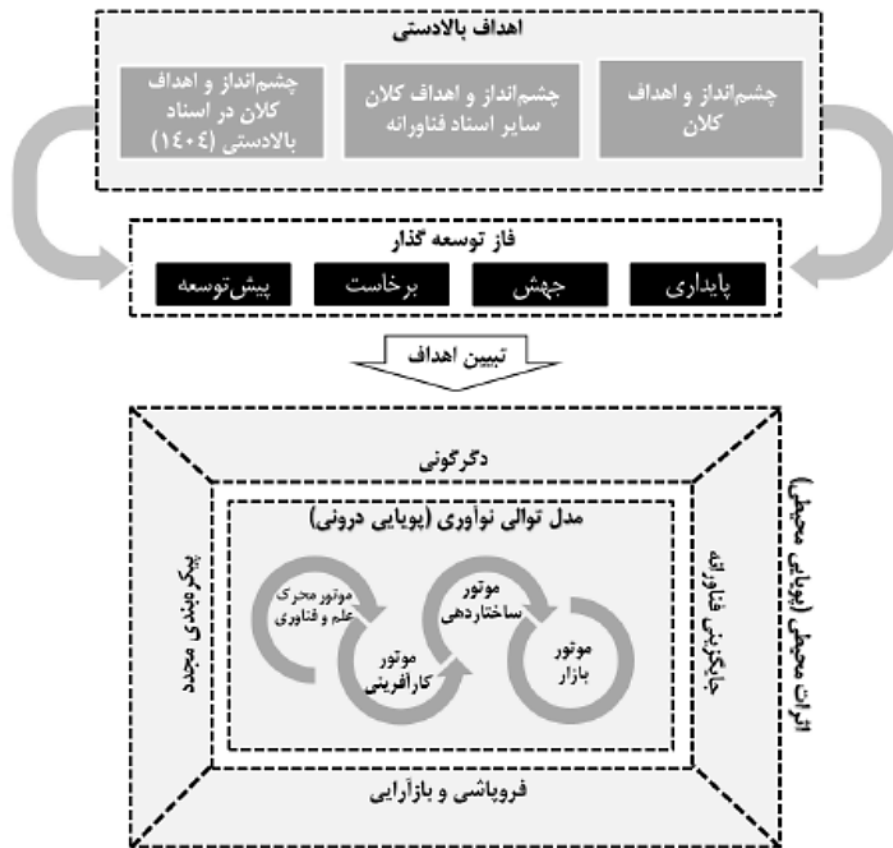 اهداف بالادستی
چشم‌انداز و اهداف
کلان
چشم‌انداز و اهداف کلان
سایر اسناد فناورانه
چشم‌انداز و اهداف
کلان در اسناد
بالادستی (۱۴۰۴)
فاز توسعه گذار
پایداری
جهش
برخاست
پیش‌توسعه
تبیین اهداف
اثرات محیطی (پویایی محیطی)
دگرگونی
جایگزینی فناورانه
مدل توالی نوآوری (پویایی درونی)
موتور
بازار
موتور
ساختاردهی
موتور
کارآفرینی
موتور محرک
علم و فناوری
پیکره‌بندی مجدد
فروپاشی و بازآرایی